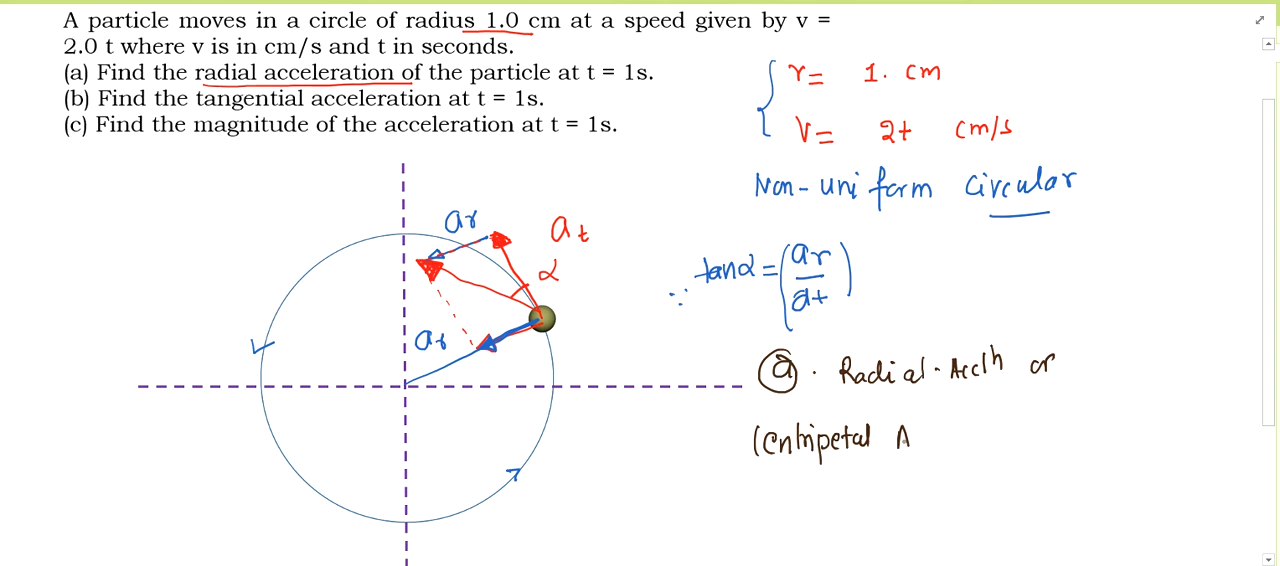 A particle moves in a circle of radius 1.0 cm at a speed given by v =
2.0 t where v is in cm/s and t in seconds.
(a) Find the radial acceleration of the particle at t = 1s.
(b) Find the tangential acceleration at t = 1s.
(c) Find the magnitude of the acceleration at t = 1s.
r = 1. cm
v = 2t cm/s
Non-uniform circular
ar
at
α
ar
∵ tanα = (ar/at)
(a). Radial. Accln or
Centripetal A